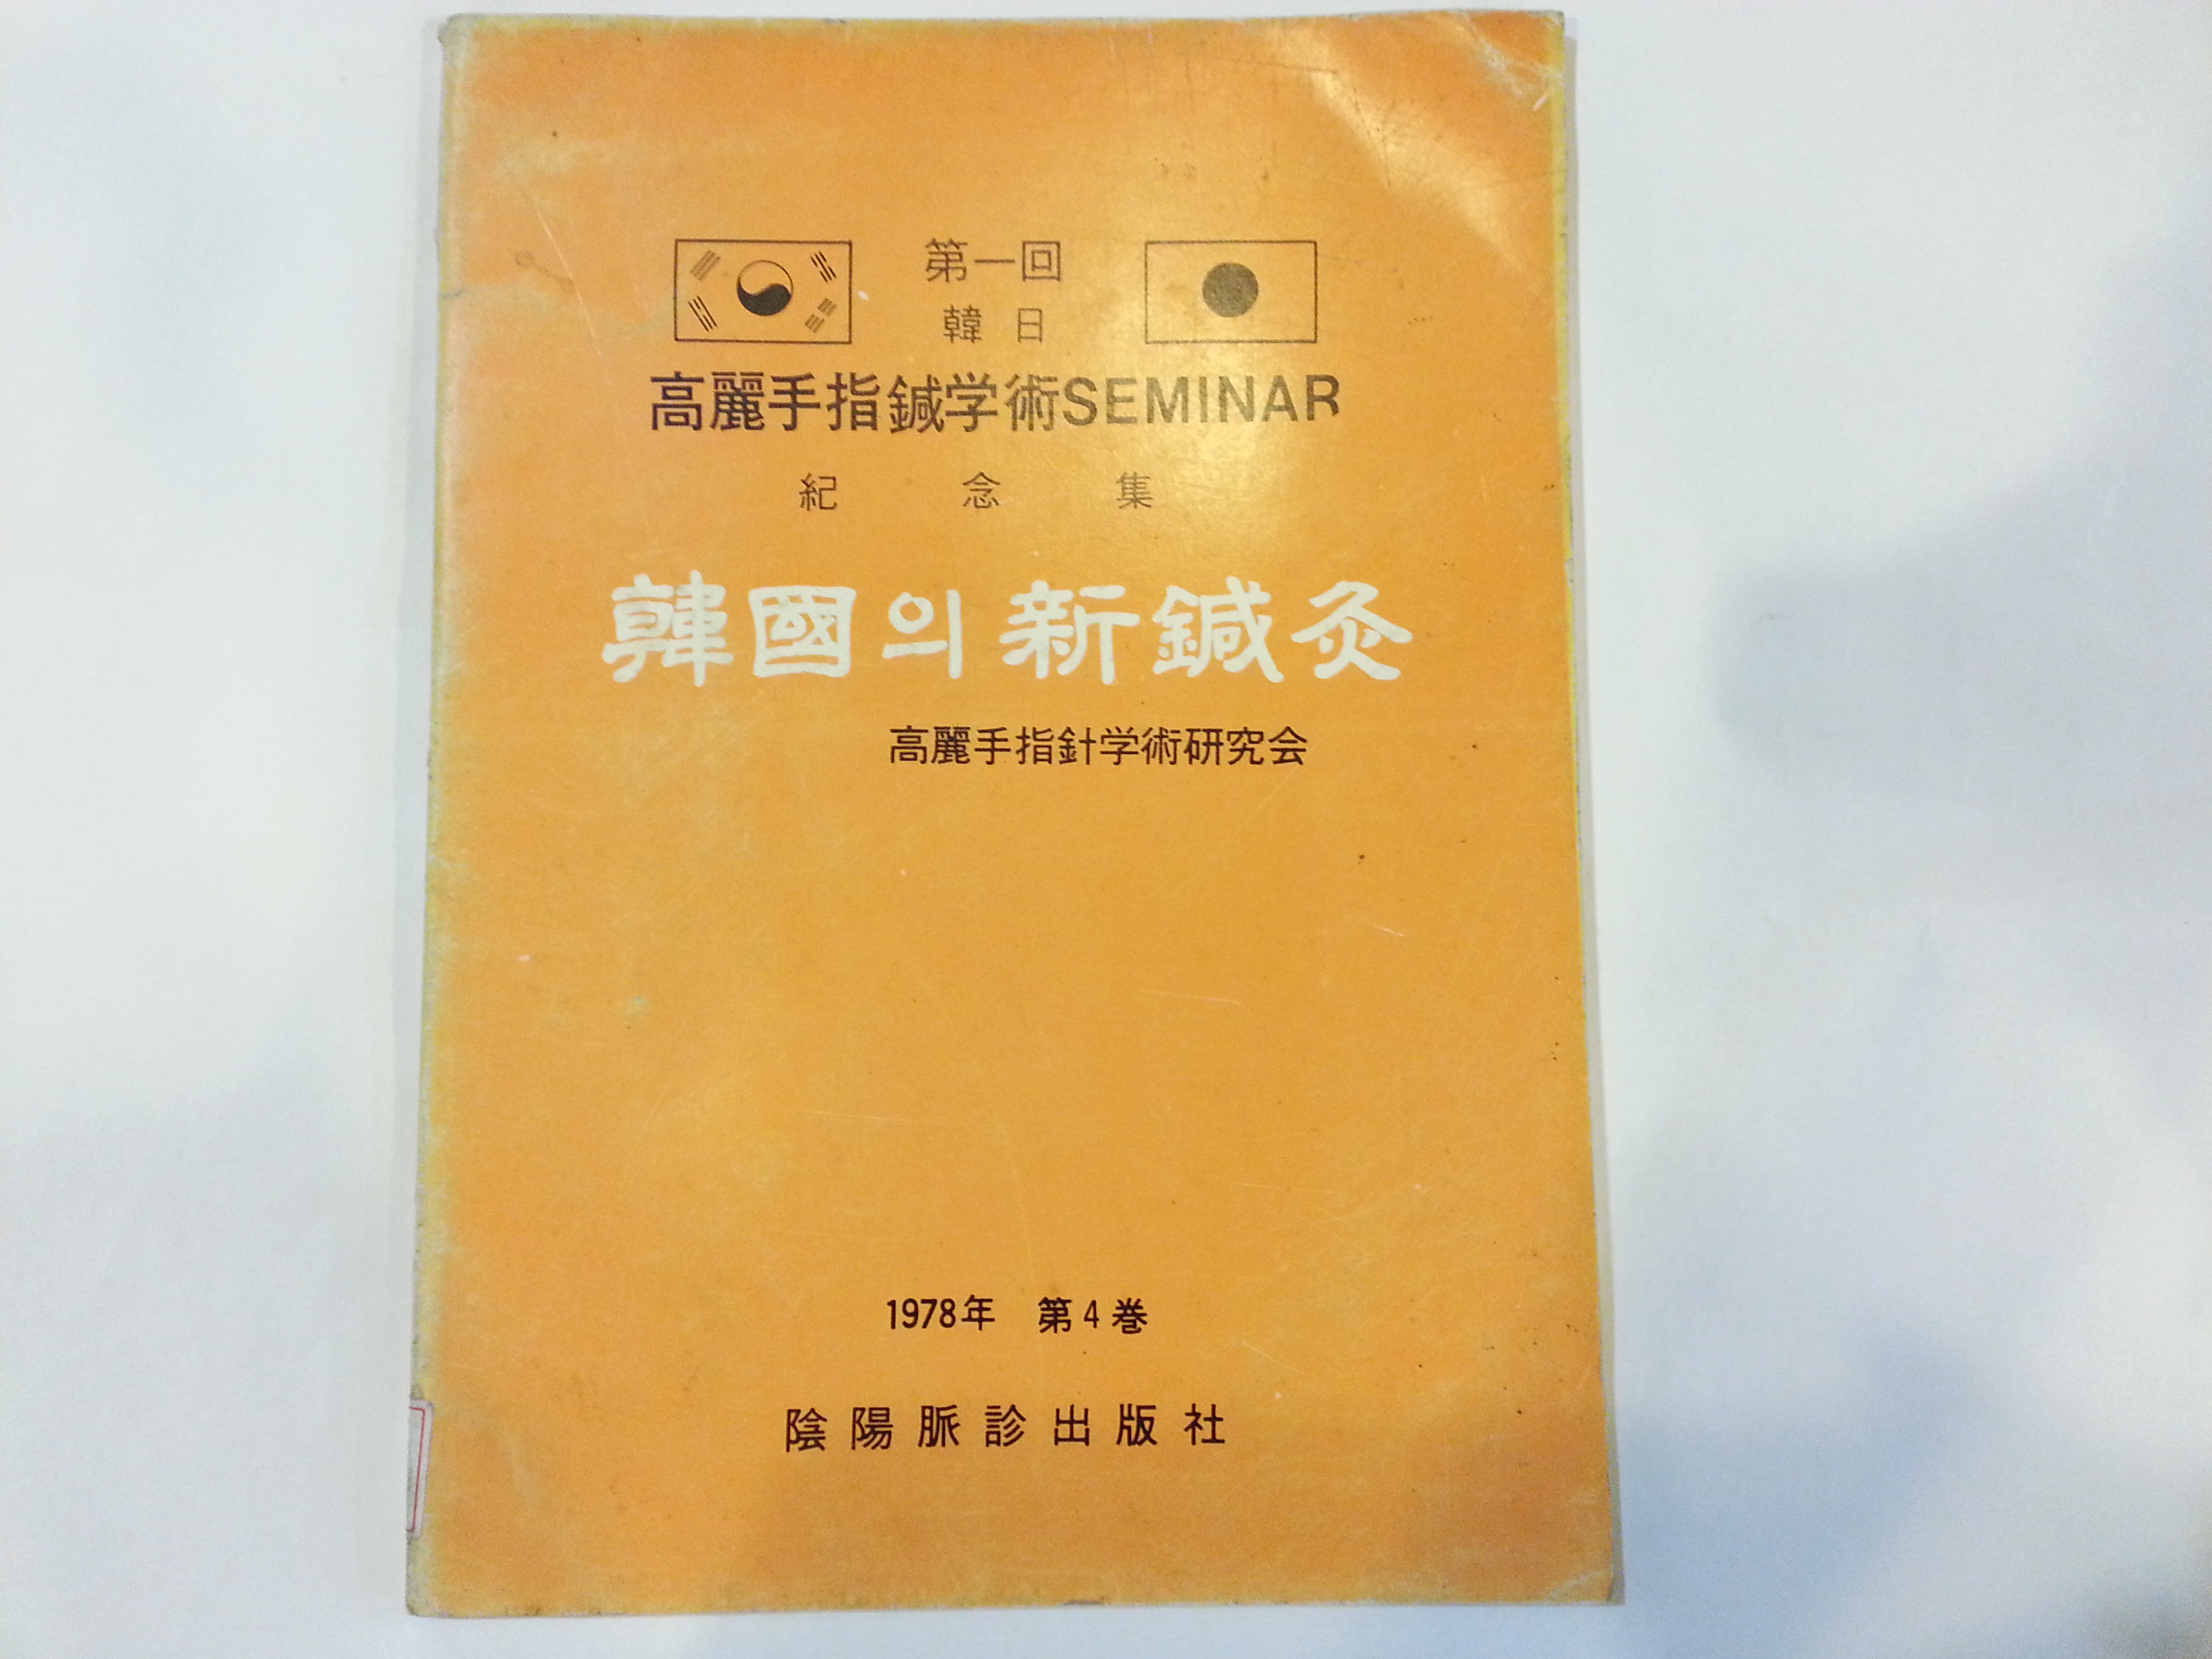 第一回
韓日
高麗手指鍼学術SEMINAR
紀念集
韓國의 新鍼灸
高麗手指針学術研究会
1978年 第4巻
陰陽脈診出版社